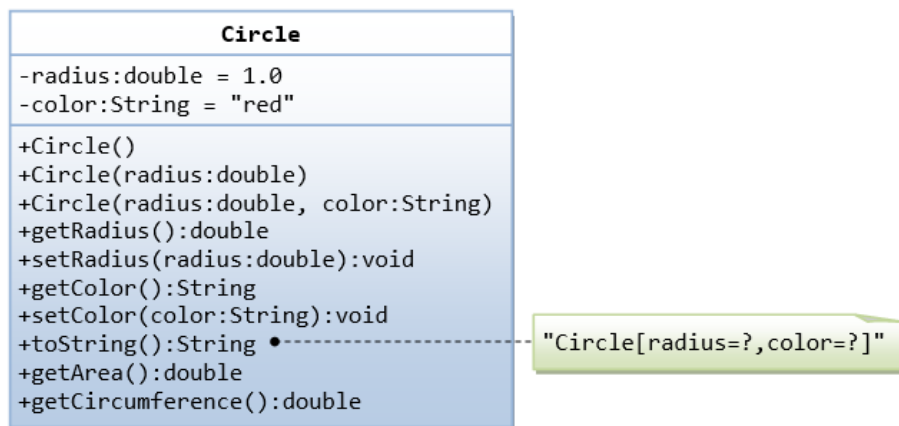 Circle
-radius:double = 1.0
-color:String = "red"
+Circle()
+Circle(radius:double)
+Circle(radius:double, color:String)
+getRadius():double
+setRadius(radius:double):void
+getColor():String
+setColor(color:String):void
+toString():String
"Circle[radius=?,color=?]"
+getArea():double
+getCircumference():double